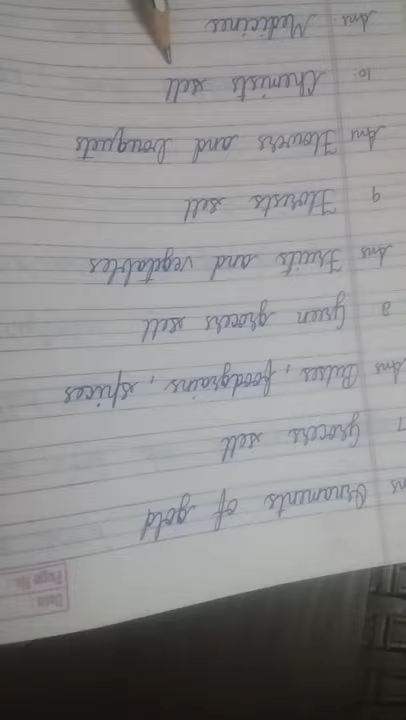 Date :
Page No.
Ans Ornaments of gold
7 Grocers sell
Ans Pulses, foodgrains, spices
8 Green grocers sell
Ans Fruits and vegetables
9 Florists sell
Ans Flowers and bouquets
10. Chemists sell
Ans Medicines